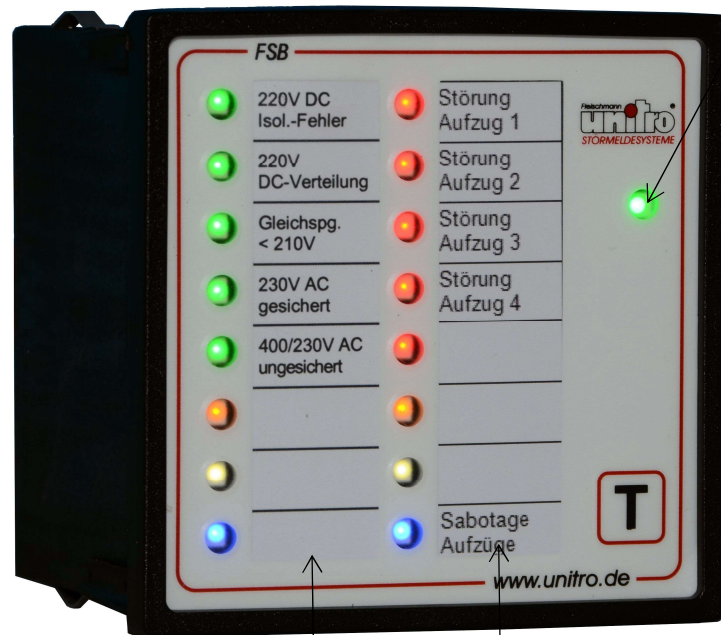 FSB
220V DC
Isol.-Fehler
220V
DC-Verteilung
Gleichspg.
< 210V
230V AC
gesichert
400/230V AC
ungesichert
Störung
Aufzug 1
Störung
Aufzug 2
Störung
Aufzug 3
Störung
Aufzug 4
Sabotage
Aufzüge
Fleischmann
unitro®
STÖRMELDESYSTEME
T
www.unitro.de